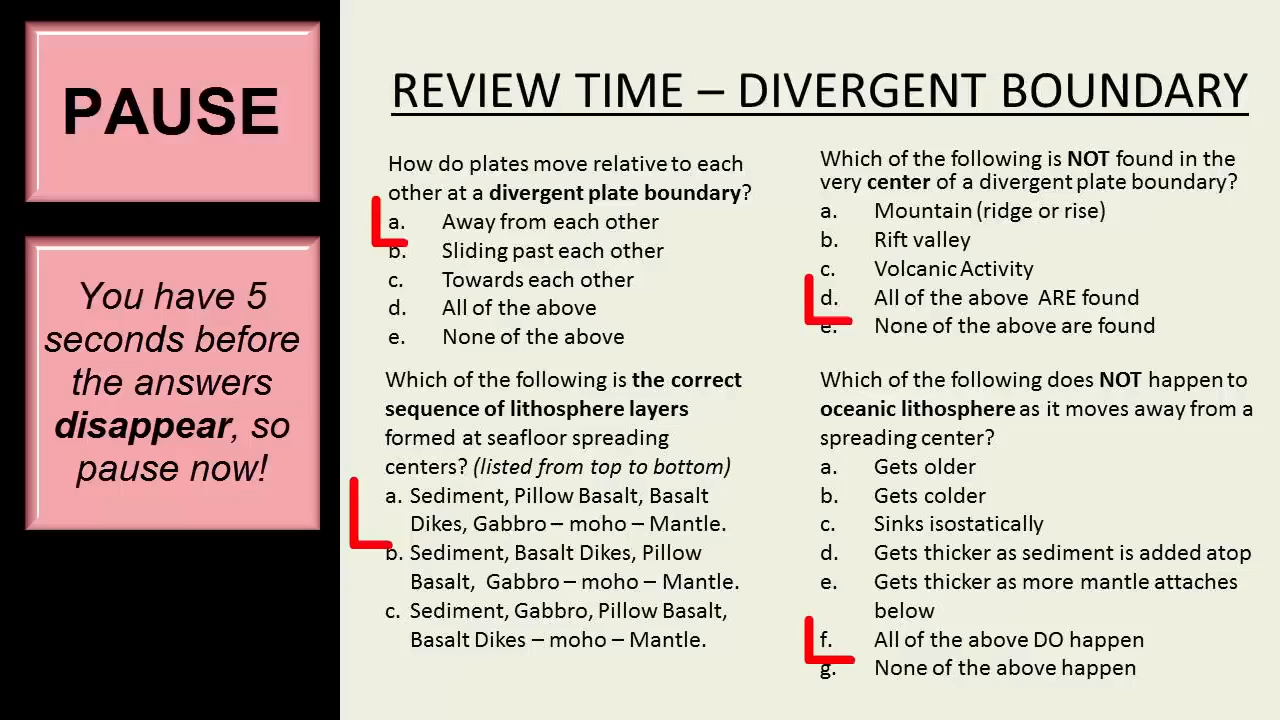 PAUSE
You have 5
seconds before
the answers
disappear, so
pause now!
REVIEW TIME – DIVERGENT BOUNDARY
How do plates move relative to each
other at a divergent plate boundary?
a. Away from each other
b. Sliding past each other
c. Towards each other
d. All of the above
e. None of the above
Which of the following is the correct
sequence of lithosphere layers
formed at seafloor spreading
centers? (listed from top to bottom)
a. Sediment, Pillow Basalt, Basalt
Dikes, Gabbro – moho – Mantle.
b. Sediment, Basalt Dikes, Pillow
Basalt, Gabbro – moho – Mantle.
c. Sediment, Gabbro, Pillow Basalt,
Basalt Dikes – moho – Mantle.
Which of the following is NOT found in the
very center of a divergent plate boundary?
a. Mountain (ridge or rise)
b. Rift valley
c. Volcanic Activity
d. All of the above ARE found
e. None of the above are found
Which of the following does NOT happen to
oceanic lithosphere as it moves away from a
spreading center?
a. Gets older
b. Gets colder
c. Sinks isostatically
d. Gets thicker as sediment is added atop
e. Gets thicker as more mantle attaches
below
f. All of the above DO happen
g. None of the above happen